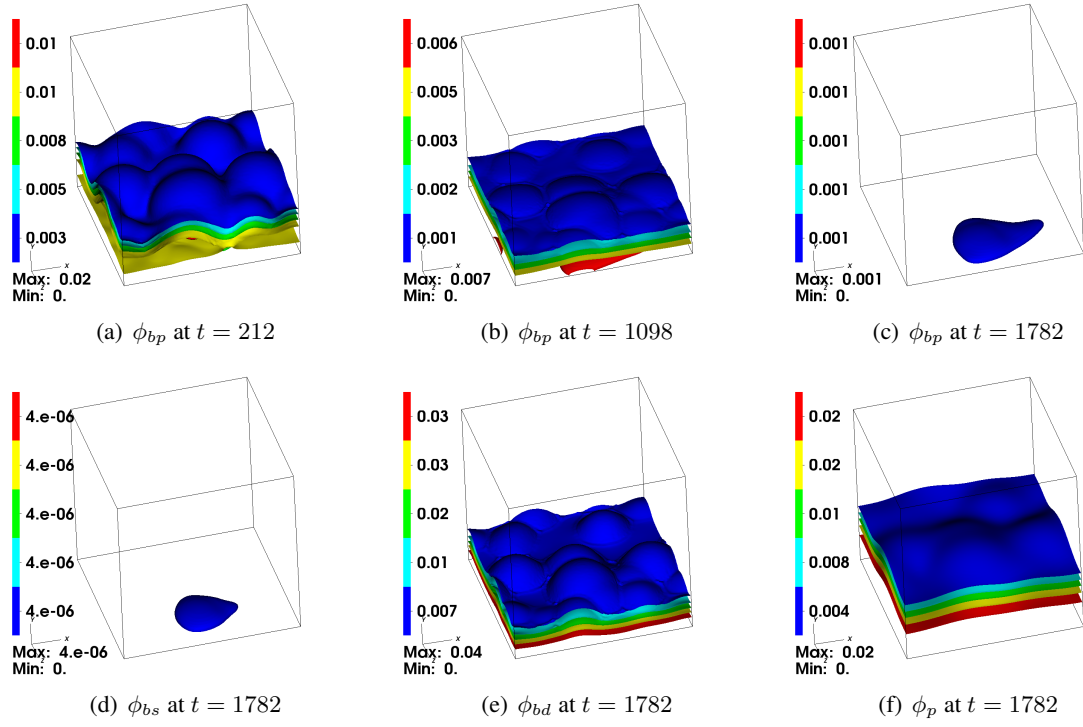 0.01
0.01
0.008
0.005
0.003
x
Max: 0.02
Min: 0.
(a) ϕ_bp at t = 212
0.006
0.005
0.003
0.002
0.001
x
Max: 0.007
Min: 0.
(b) ϕ_bp at t = 1098
0.001
0.001
0.001
0.001
0.001
x
Max: 0.001
Min: 0.
(c) ϕ_bp at t = 1782
4.e-06
4.e-06
4.e-06
4.e-06
4.e-06
Y
x
Max: 4.e-06
Min: 0.
(d) ϕ_bs at t = 1782
0.03
0.03
0.02
0.01
0.007
Y
x
Max: 0.04
Min: 0.
(e) ϕ_bd at t = 1782
0.02
0.02
0.01
0.008
0.004
Y
x
Max: 0.02
Min: 0.
(f) ϕ_p at t = 1782